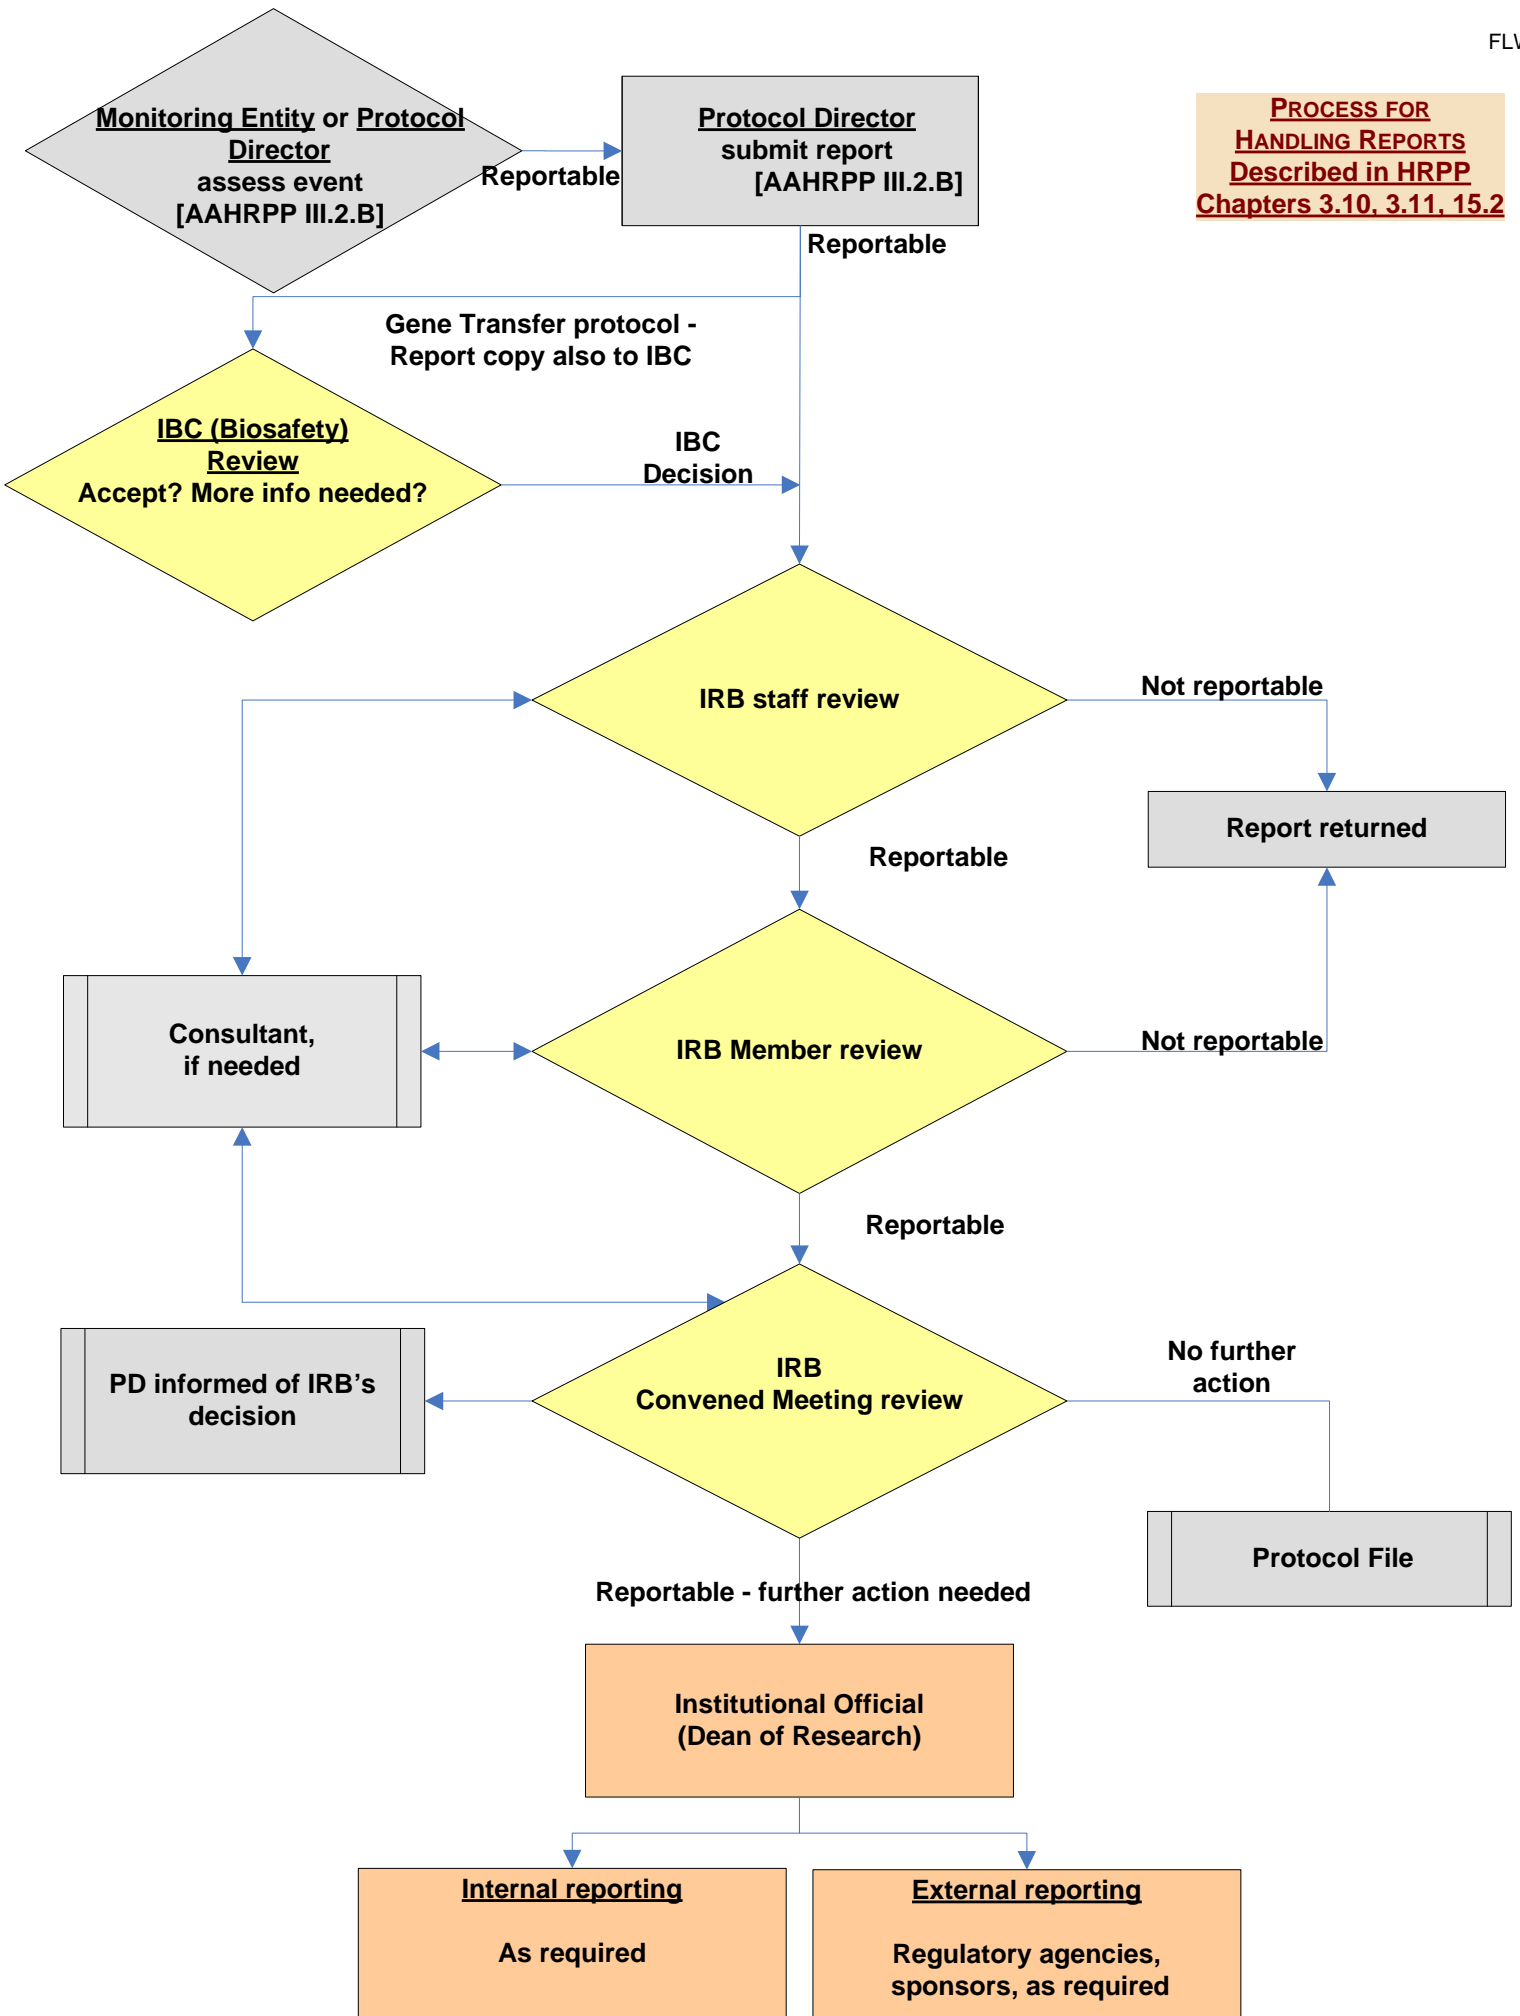 FLW
PROCESS FOR
HANDLING REPORTS
Described in HRPP
Chapters 3.10, 3.11, 15.2
Monitoring Entity or Protocol
Director
assess event
[AAHRPP III.2.B]
Reportable
Protocol Director
submit report
[AAHRPP III.2.B]
Reportable
Gene Transfer protocol -
Report copy also to IBC
IBC (Biosafety)
Review
Accept? More info needed?
IBC
Decision
IRB staff review
Not reportable
Report returned
Reportable
Consultant,
if needed
IRB Member review
Not reportable
Reportable
PD informed of IRB's
decision
IRB
Convened Meeting review
No further
action
Protocol File
Reportable - further action needed
Institutional Official
(Dean of Research)
Internal reporting
As required
External reporting
Regulatory agencies,
sponsors, as required